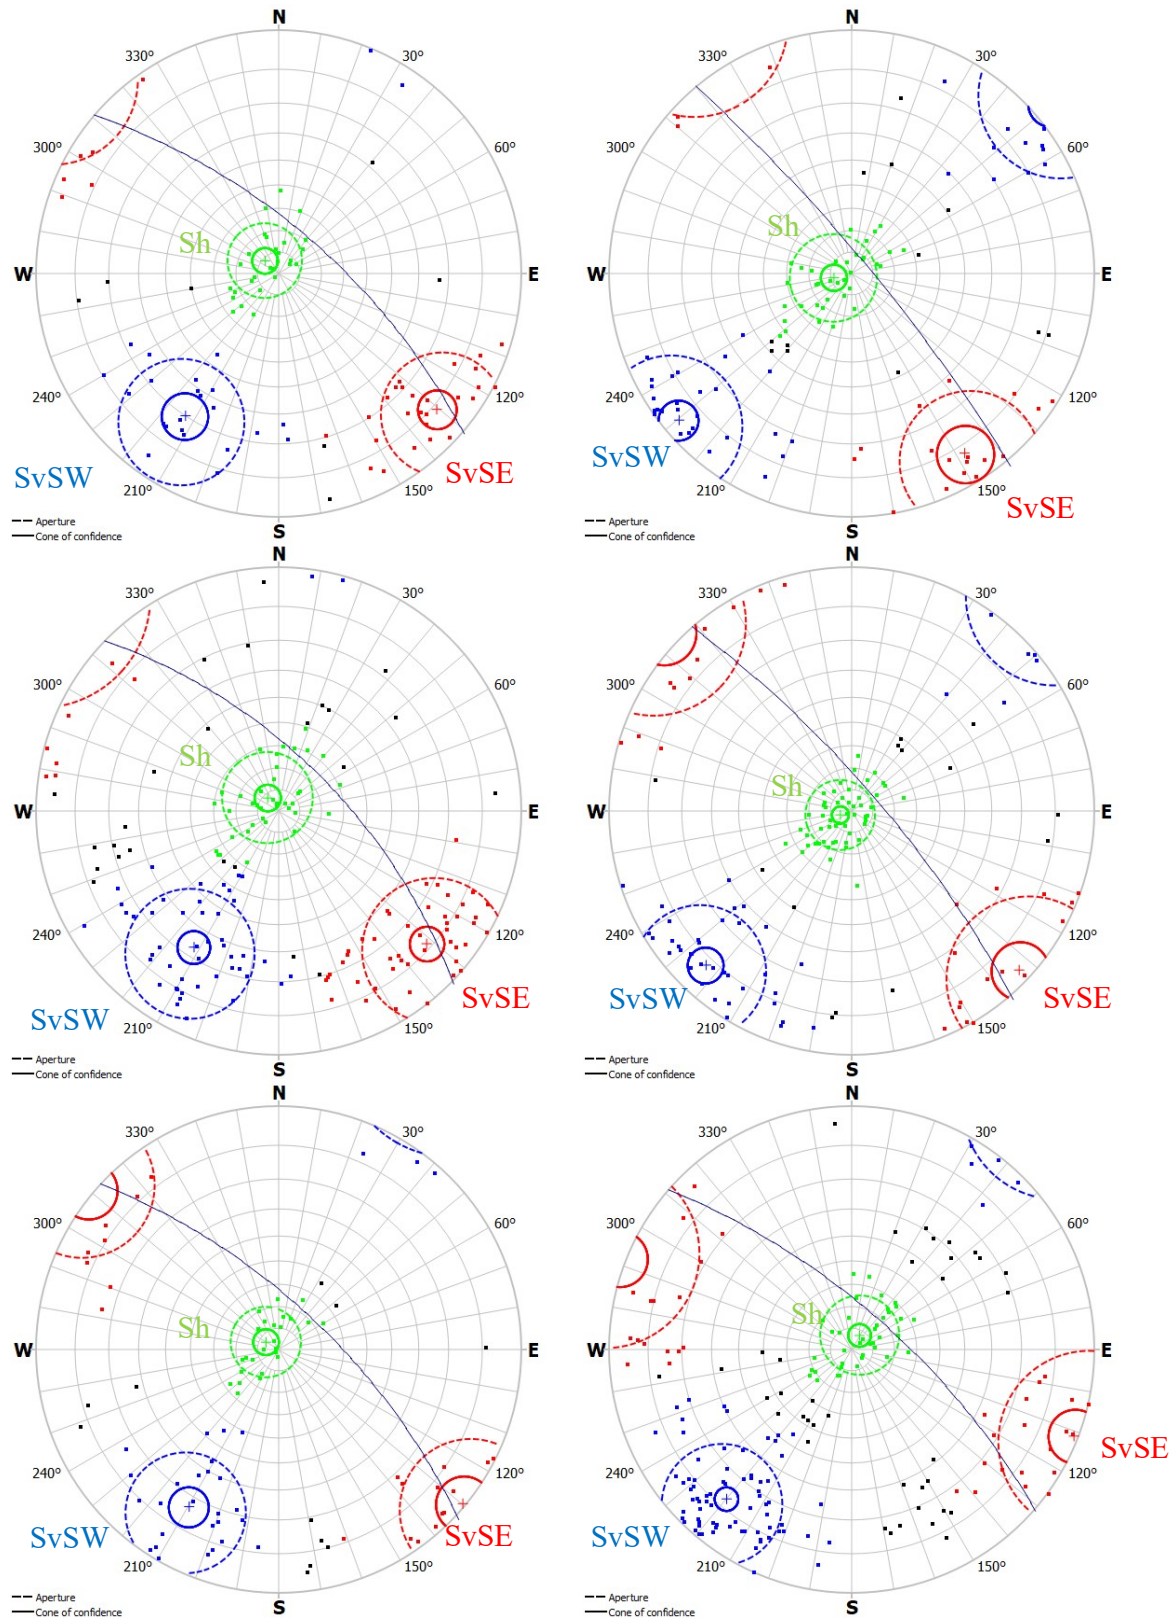 N
N
330°
30°
330°
30°
300°
60°
300°
60°
Sh
Sh
W
E
W
E
240°
120°
240°
120°
SvSW
SvSE
SvSW
SvSE
210°
150°
210°
150°
Aperture
Cone of confidence
S
Aperture
Cone of confidence
S
N
N
330°
30°
330°
30°
300°
60°
300°
60°
Sh
Sh
W
E
W
E
240°
120°
240°
120°
SvSW
SvSE
SvSW
SvSE
210°
150°
210°
150°
Aperture
Cone of confidence
S
Aperture
Cone of confidence
S
N
N
330°
30°
330°
30°
300°
60°
300°
60°
Sh
Sh
W
E
W
E
240°
120°
240°
120°
SvSW
SvSE
SvSW
SvSE
210°
150°
210°
150°
Aperture
Cone of confidence
S
Aperture
Cone of confidence
S